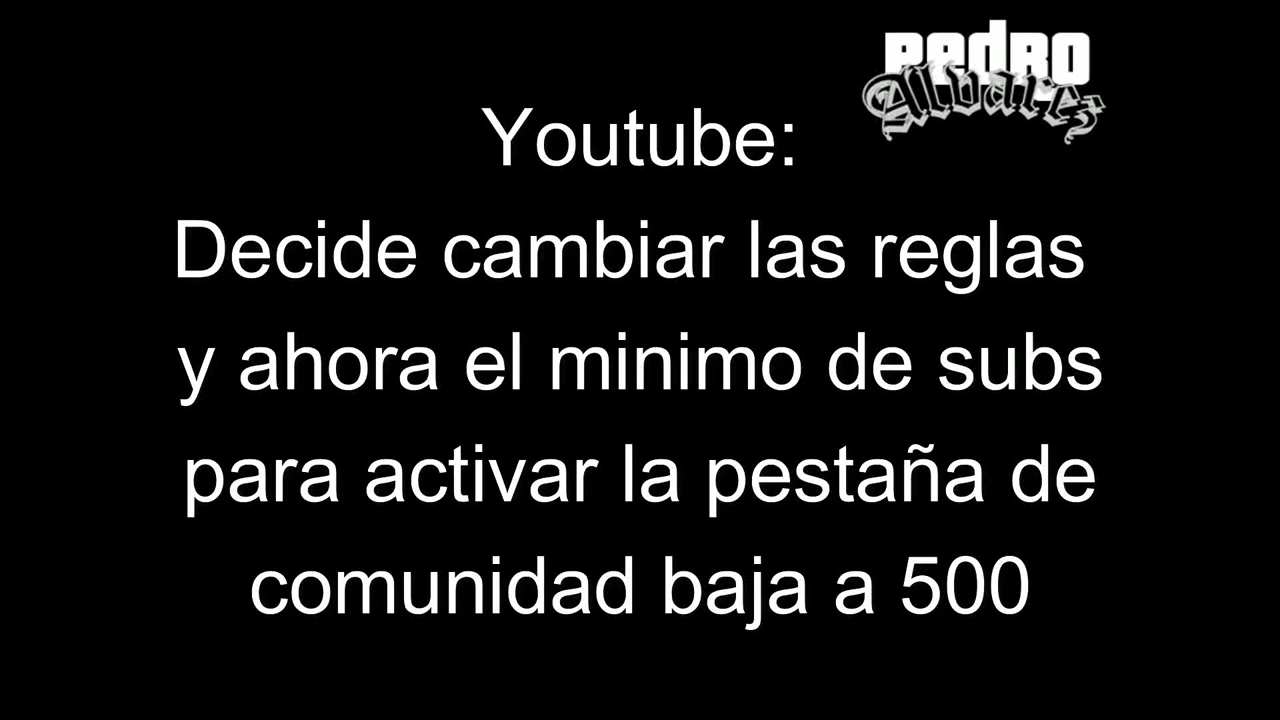 PEDRO
Alvarez
Youtube:
Decide cambiar las reglas
y ahora el minimo de subs
para activar la pestaña de
comunidad baja a 500